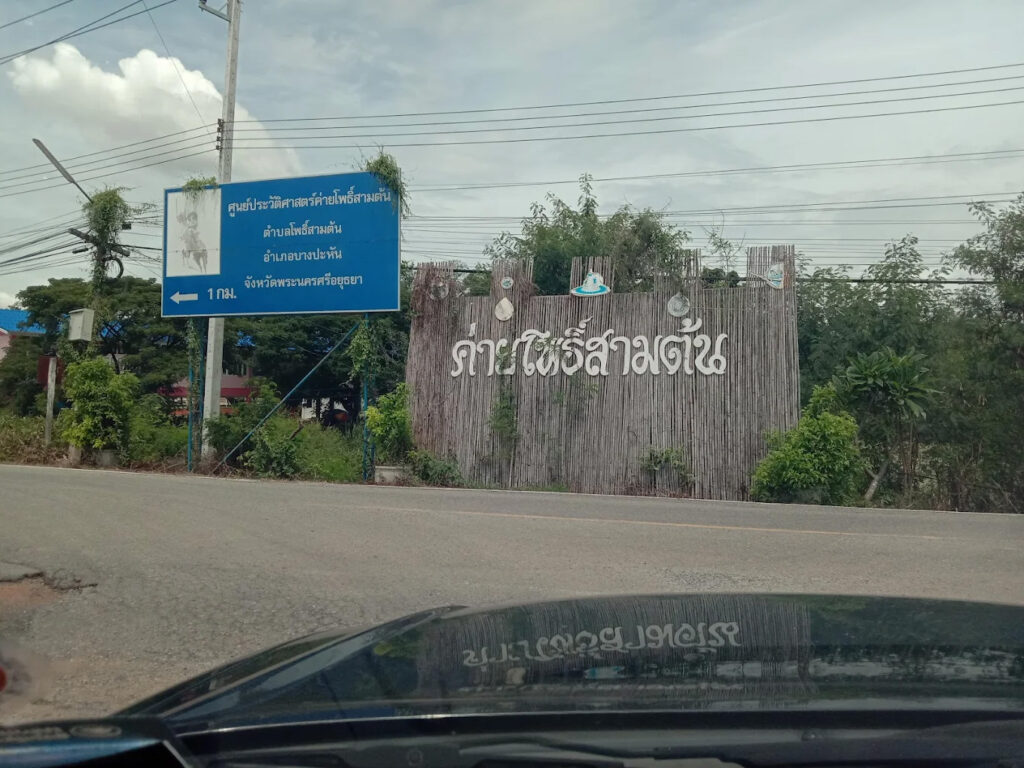 ศูนย์ประวัติศาสตร์ค่ายโพธิ์สามต้น
ตำบลโพธิ์สามต้น
อำเภอบางปะหัน
จังหวัดพระนครศรีอยุธยา
1 กม.
ค่ายโพธิ์สามต้น